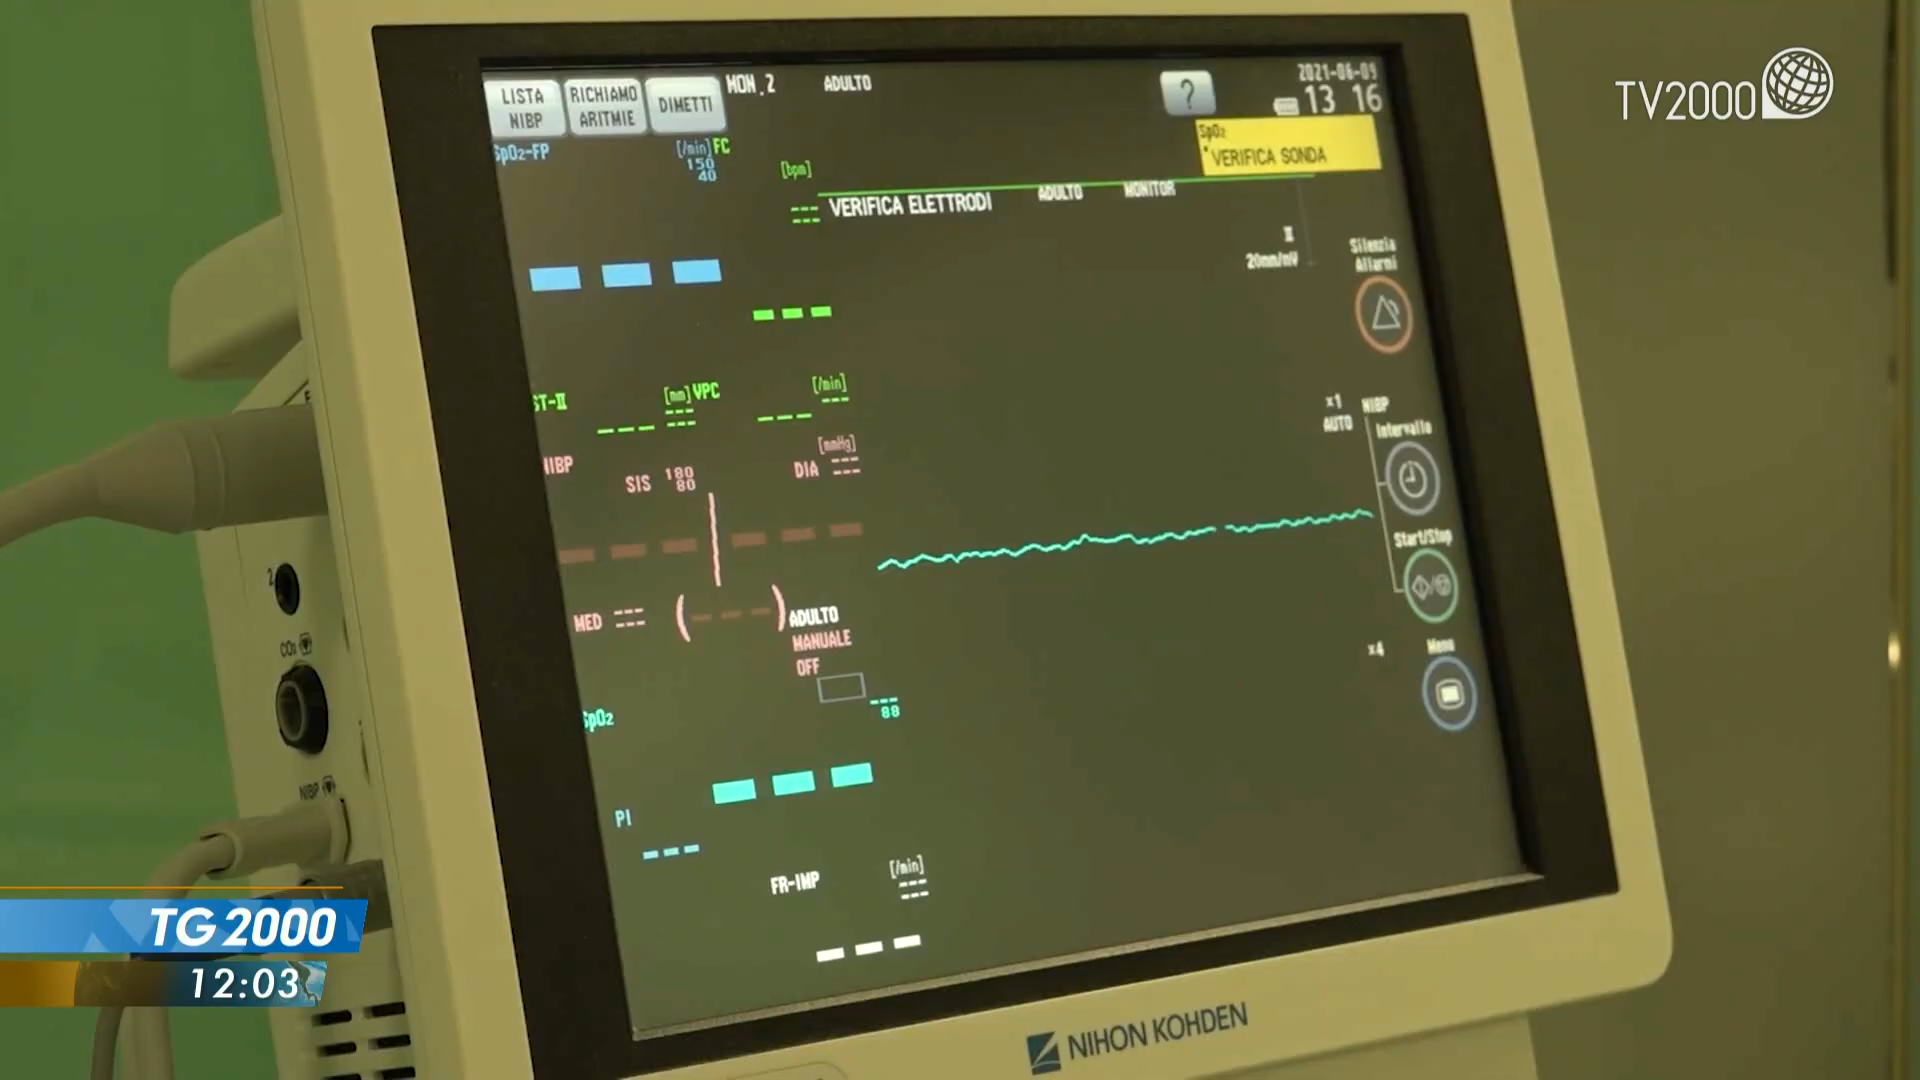 TV2000
LISTA NIBP
RICHIAMO ARITMIE
DIMETTI
MON.2
ADULTO
?
2021-06-09
13 16
SpO2
VERIFICA SONDA
SpO2-FP
[/min] FC
150
40
[bpm]
---
VERIFICA ELETTRODI
ADULTO
MONITOR
II
20mm/mV
Silenzia
Allarmi
--- ---
ST-II
[mm] VPC
[/min]
---
NIBP
SIS
180
80
[mmHg]
DIA
---
x1
AUTO
NIBP
Intervallo
Start/Stop
MED
---
(---)
ADULTO
MANUALE
OFF
x4
Menu
SpO2
---
88
PI
---
FR-IMP
[/min]
---
2
CO2
NIBP
TG 2000
12:03
NIHON KOHDEN